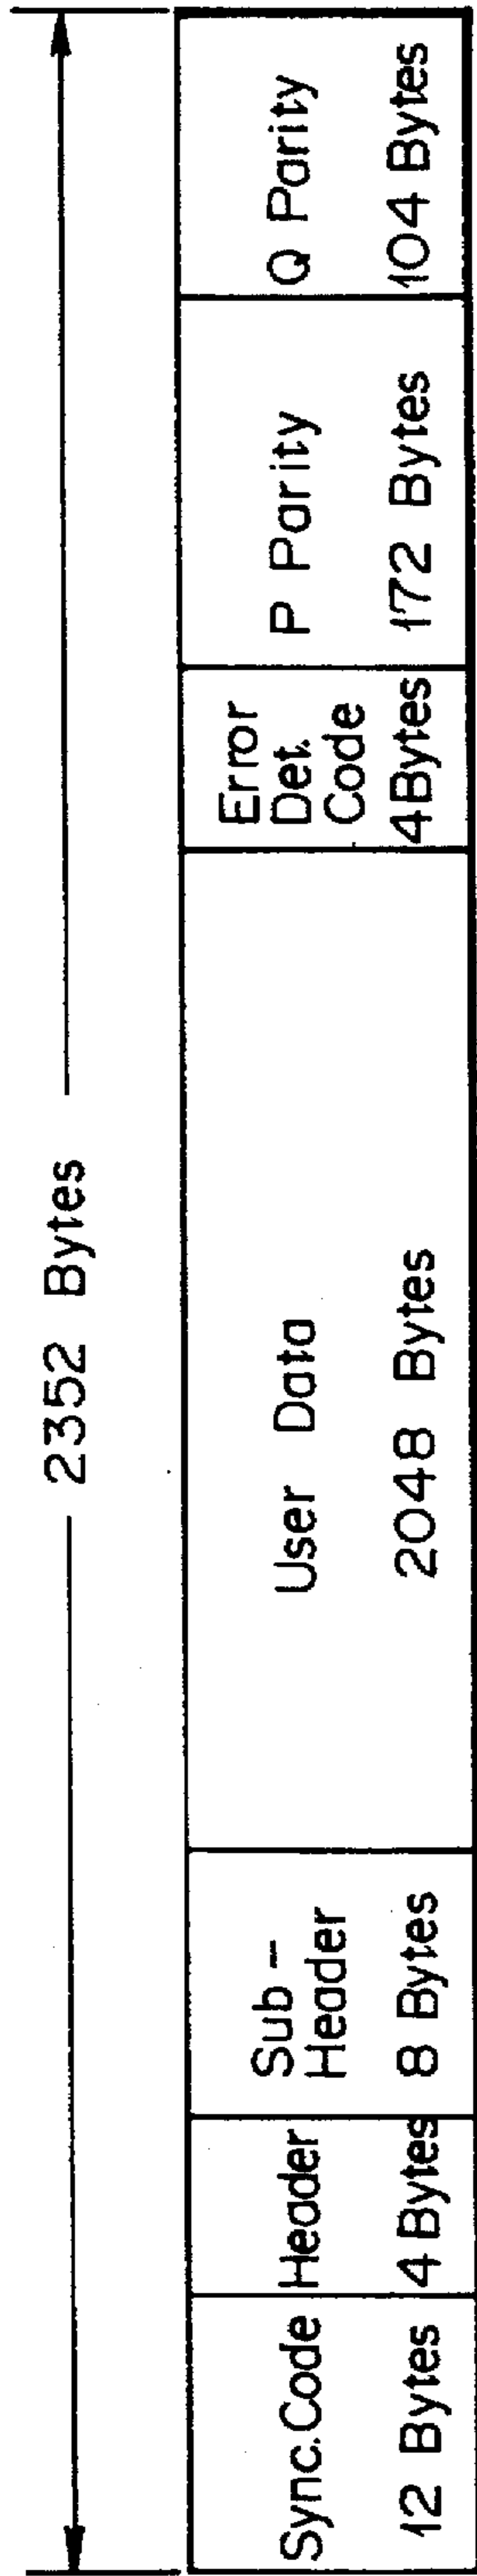 2352 Bytes
Sync.Code
12 Bytes
Header
4 Bytes
Sub-
Header
8 Bytes
User Data
2048 Bytes
Error
Det.
Code
4Bytes
P Parity
172 Bytes
Q Parity
104 Bytes